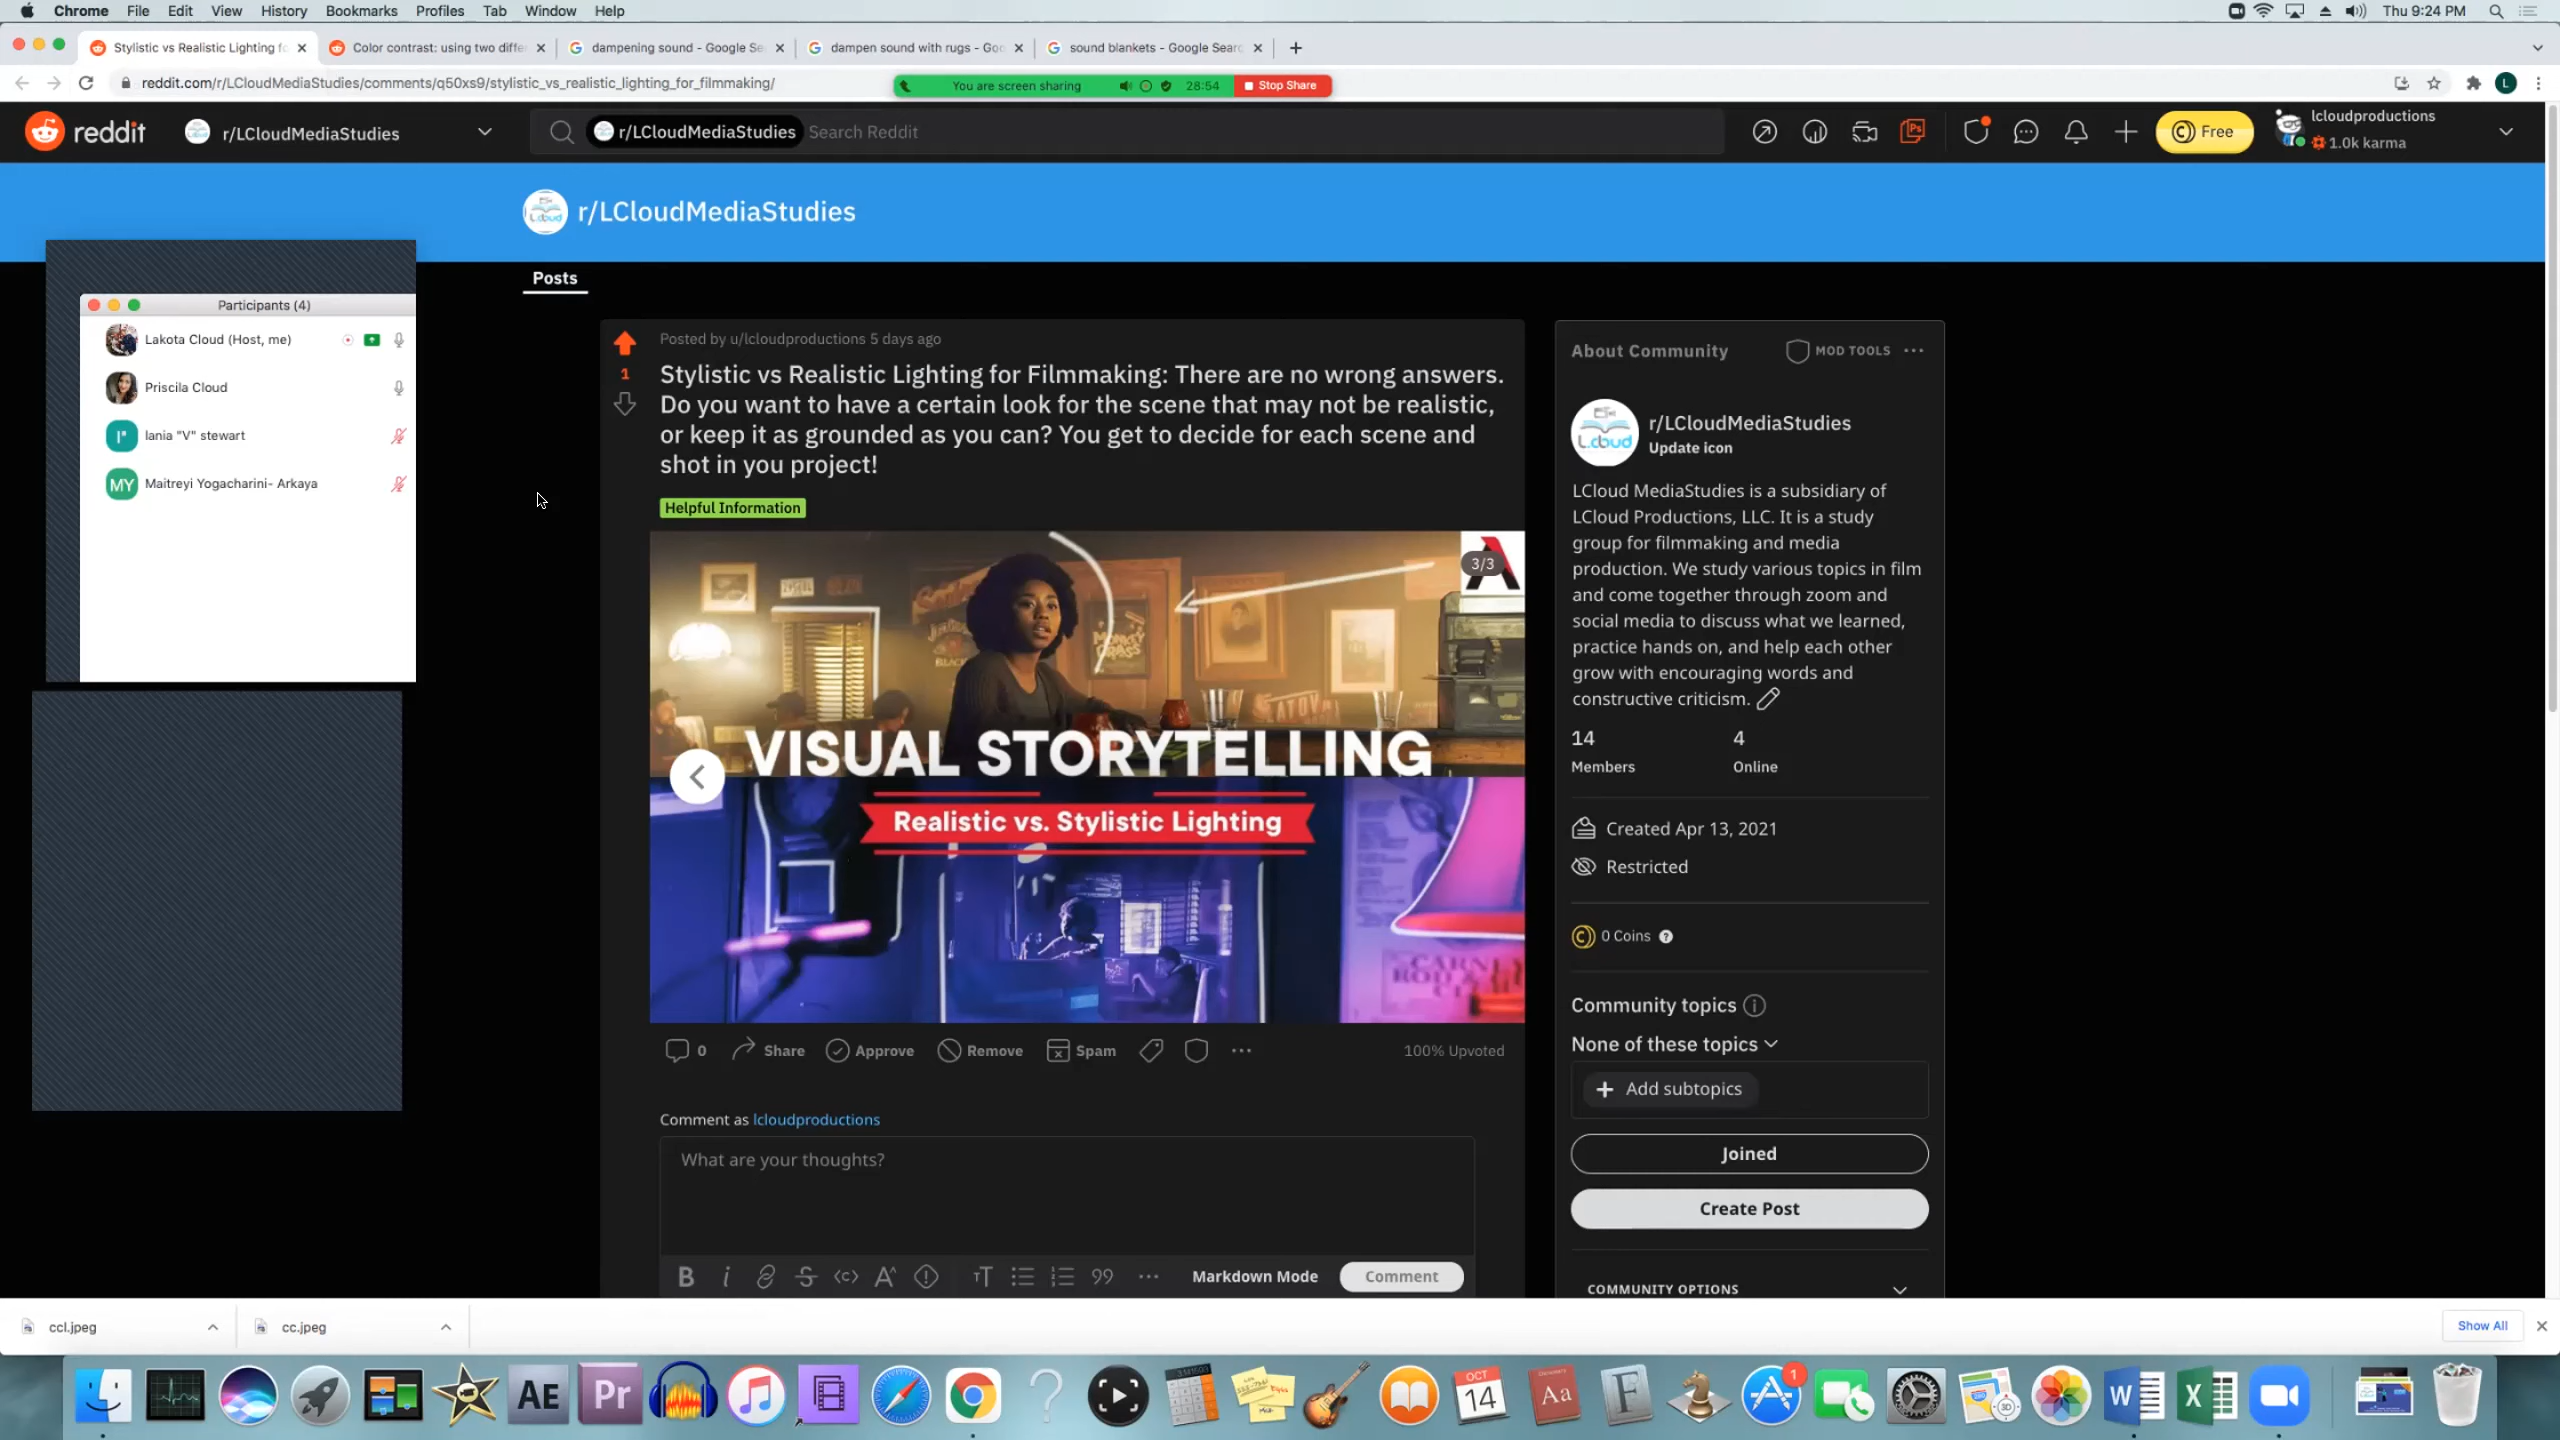 Chrome File Edit View History Bookmarks Profiles Tab Window Help
Thu 9:24 PM
Stylistic vs Realistic Lighting fo
Color contrast: using two differ
dampening sound - Google Se
dampen sound with rugs - Goo
sound blankets - Google Searc
reddit.com/r/LCloudMediaStudies/comments/q50xs9/stylistic_vs_realistic_lighting_for_filmmaking/
You are screen sharing 28:54 Stop Share
L
reddit
r/LCloudMediaStudies
r/LCloudMediaStudies Search Reddit
Ps
Free
lcloudproductions
1.0k karma
r/LCloudMediaStudies
Posts
Participants (4)
Lakota Cloud (Host, me)
Priscila Cloud
I" Iania "V" stewart
MY Maitreyi Yogacharini- Arkaya
Posted by u/lcloudproductions 5 days ago
1
Stylistic vs Realistic Lighting for Filmmaking: There are no wrong answers.
Do you want to have a certain look for the scene that may not be realistic,
or keep it as grounded as you can? You get to decide for each scene and
shot in you project!
Helpful Information
3/3
VISUAL STORYTELLING
Realistic vs. Stylistic Lighting
0 Share Approve Remove Spam
100% Upvoted
Comment as lcloudproductions
What are your thoughts?
Markdown Mode
Comment
About Community
MOD TOOLS
L.cloud
r/LCloudMediaStudies
Update icon
LCloud MediaStudies is a subsidiary of
LCloud Productions, LLC. It is a study
group for filmmaking and media
production. We study various topics in film
and come together through zoom and
social media to discuss what we learned,
practice hands on, and help each other
grow with encouraging words and
constructive criticism.
14 4
Members Online
Created Apr 13, 2021
Restricted
0 Coins
Community topics
None of these topics
Add subtopics
Joined
Create Post
COMMUNITY OPTIONS
ccl.jpeg
cc.jpeg
Show All
AE
Pr
OCT
14
Aa
F
1
W
X